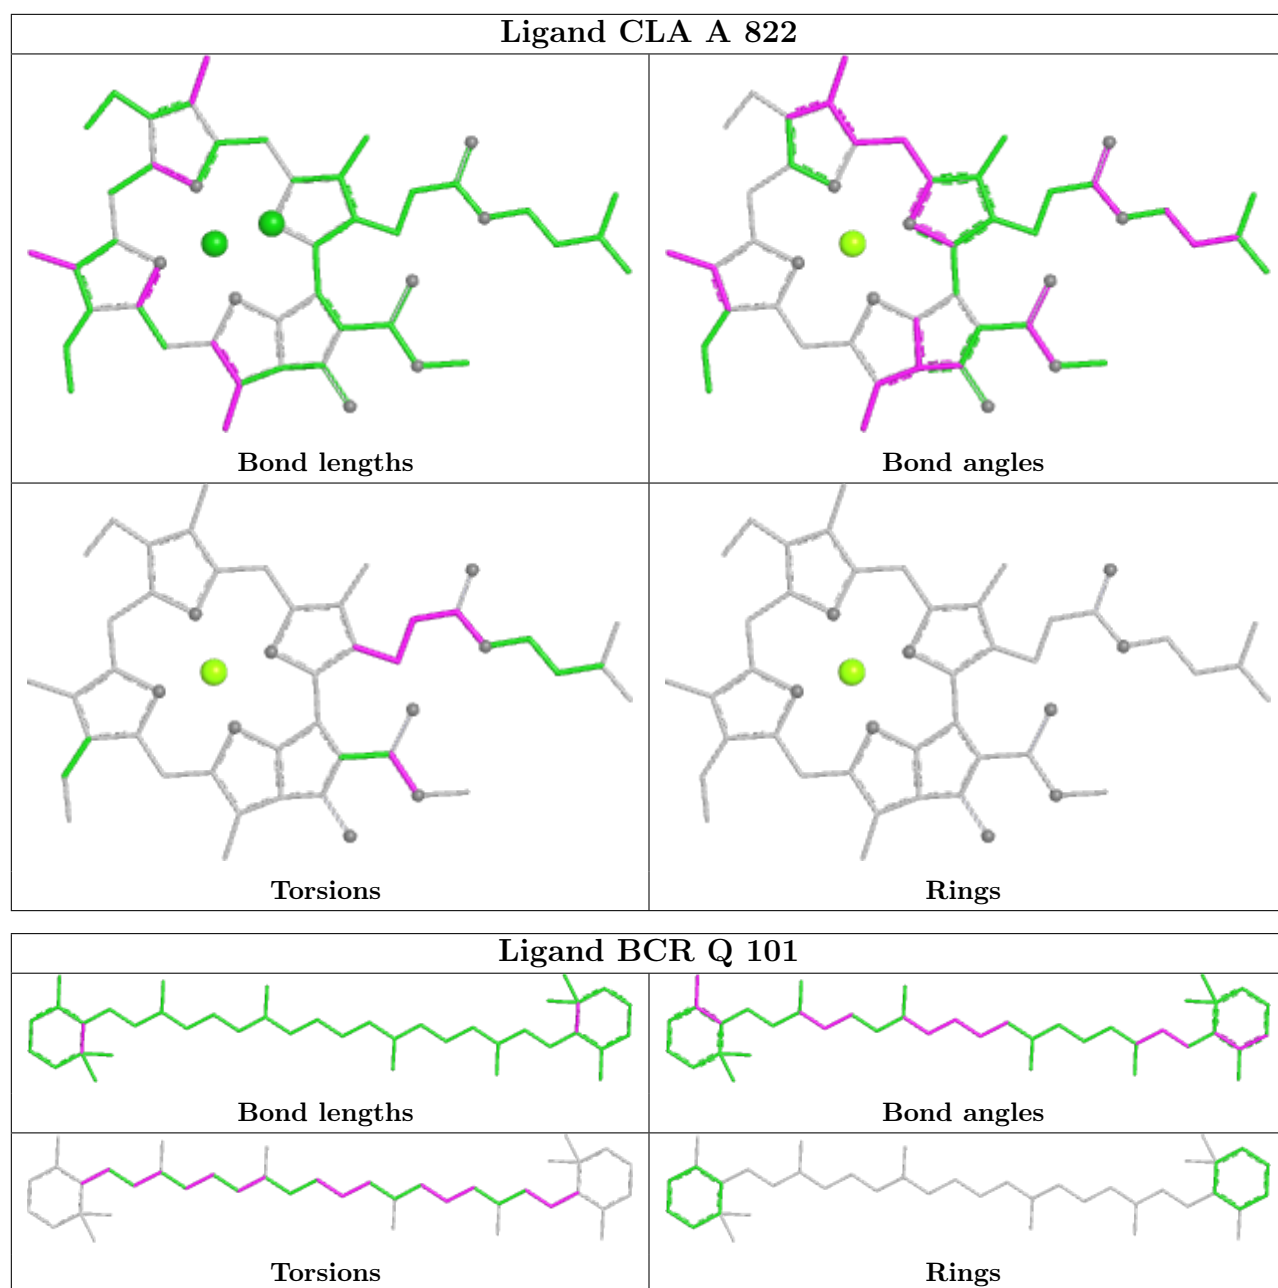 Ligand CLA A 822
Bond lengths
Bond angles
Torsions
Rings
Ligand BCR Q 101
Bond lengths
Bond angles
Torsions
Rings